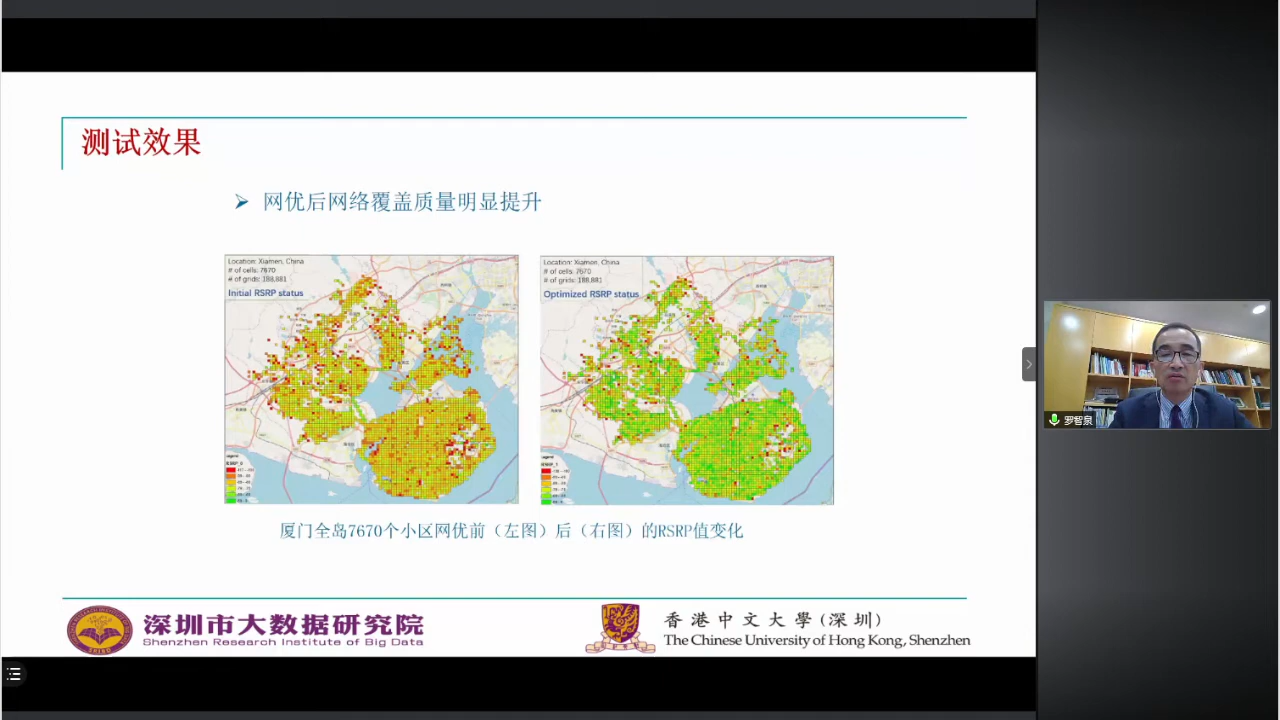 测试效果
➢ 网优后网络覆盖质量明显提升
Location: Xiamen, China
# of cells: 7670
# of grids: 188,881
Initial RSRP status
Location: Xiamen, China
# of cells: 7670
# of grids: 188,881
Optimized RSRP status
厦门全岛7670个小区网优前（左图）后（右图）的RSRP值变化
深圳市大数据研究院
Shenzhen Research Institute of Big Data
香港中文大學(深圳)
The Chinese University of Hong Kong, Shenzhen
罗智泉